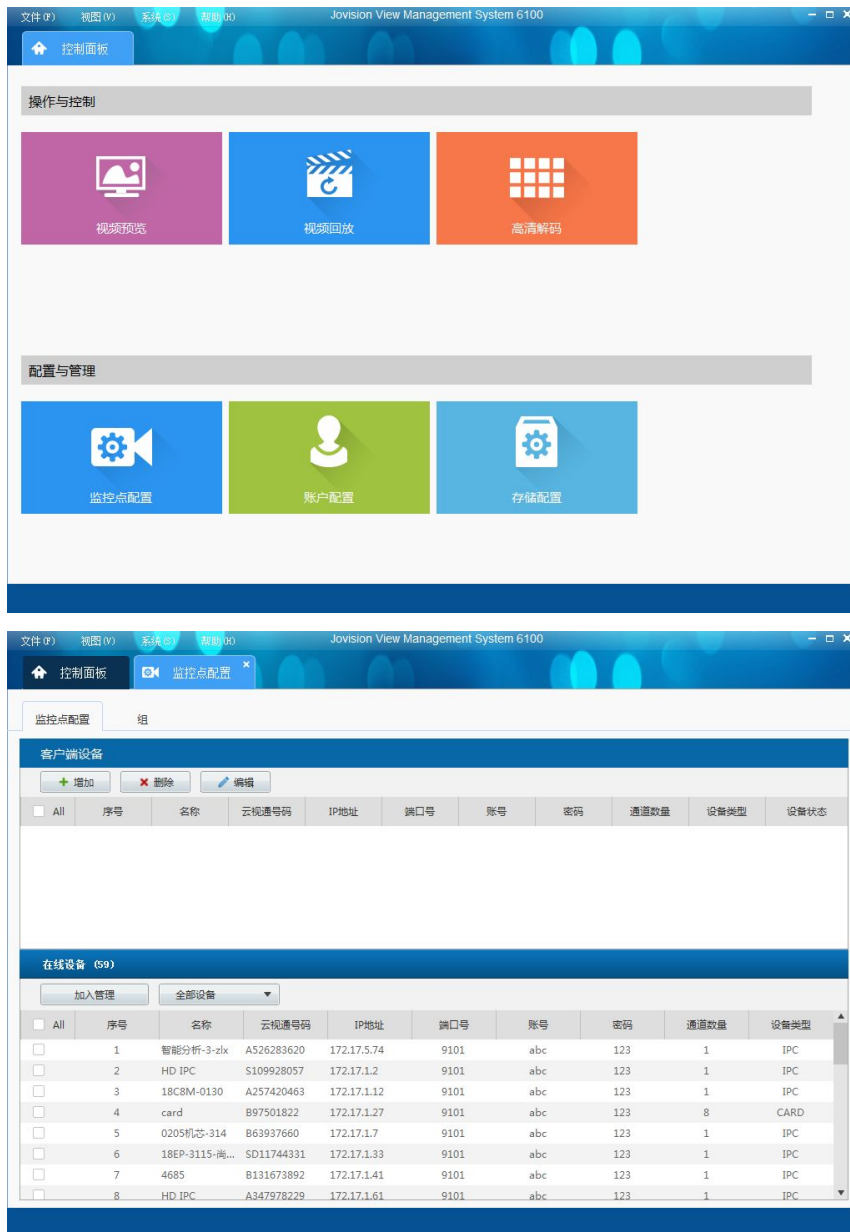 文件(F) 视图(V) 系统(S) 帮助(H) Jovision View Management System 6100
控制面板
操作与控制
视频预览 视频回放 高清解码
配置与管理
监控点配置 账户配置 存储配置
文件(F) 视图(V) 系统(S) 帮助(H) Jovision View Management System 6100
控制面板 监控点配置
监控点配置 组
客户端设备
增加 删除 编辑
All 序号 名称 云视通号码 IP地址 端口号 账号 密码 通道数量 设备类型 设备状态
在线设备 (59)
加入管理 全部设备
All 序号 名称 云视通号码 IP地址 端口号 账号 密码 通道数量 设备类型
1 智能分析-3-zlx A526283620 172.17.5.74 9101 abc 123 1 IPC
2 HD IPC S109928057 172.17.1.2 9101 abc 123 1 IPC
3 18C8M-0130 A257420463 172.17.1.12 9101 abc 123 1 IPC
4 card B97501822 172.17.1.27 9101 abc 123 8 CARD
5 0205机芯-314 B63937660 172.17.1.7 9101 abc 123 1 IPC
6 18EP-3115-尚... SD11744331 172.17.1.33 9101 abc 123 1 IPC
7 4685 B131673892 172.17.1.41 9101 abc 123 1 IPC
8 HD IPC A347978229 172.17.1.61 9101 abc 123 1 IPC